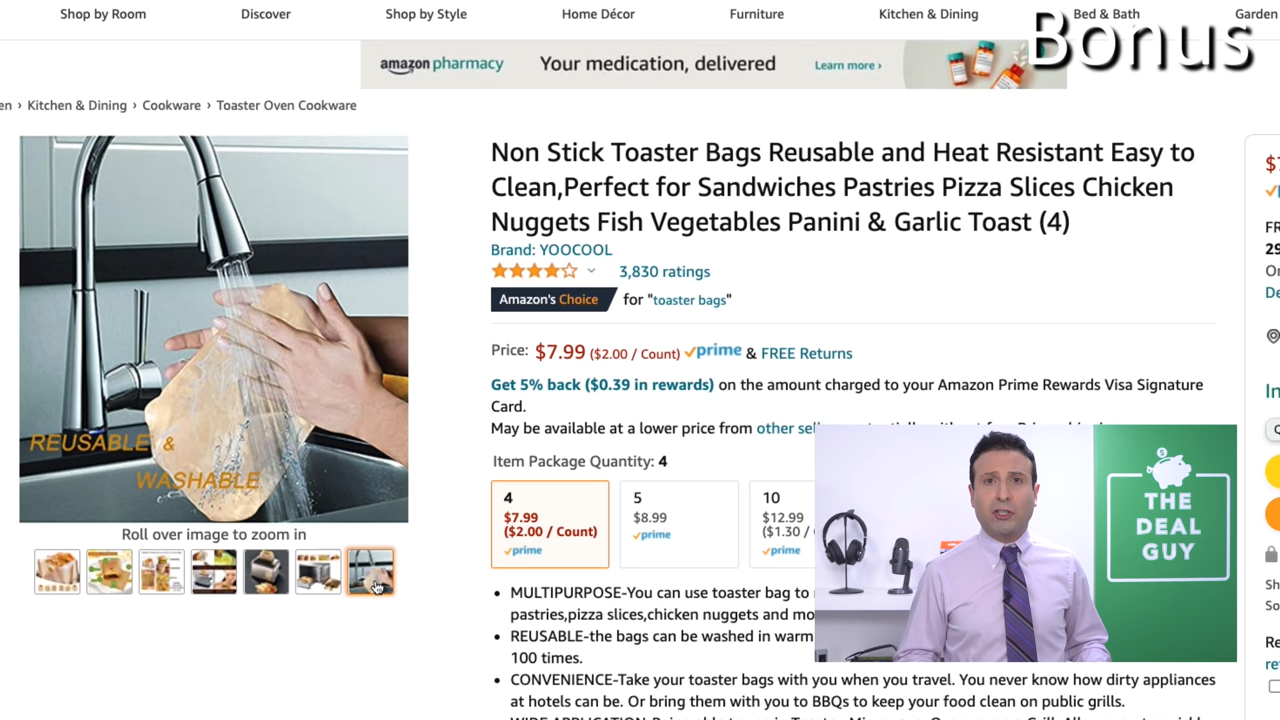 Shop by Room
Discover
Shop by Style
Home Décor
Furniture
Kitchen & Dining
Bed & Bath
Garden
Bonus
amazon pharmacy
Your medication, delivered
Learn more ›
en › Kitchen & Dining › Cookware › Toaster Oven Cookware
Non Stick Toaster Bags Reusable and Heat Resistant Easy to
Clean,Perfect for Sandwiches Pastries Pizza Slices Chicken
Nuggets Fish Vegetables Panini & Garlic Toast (4)
Brand: YOOCOOL
3,830 ratings
Amazon's Choice for "toaster bags"
Price: $7.99 ($2.00 / Count) prime & FREE Returns
Get 5% back ($0.39 in rewards) on the amount charged to your Amazon Prime Rewards Visa Signature
Card.
May be available at a lower price from other
Item Package Quantity: 4
4
$7.99
($2.00 / Count)
prime
5
$8.99
prime
10
$12.99
($1.30 /
prime
REUSABLE &
WASHABLE
Roll over image to zoom in
THE
DEAL
GUY
MULTIPURPOSE-You can use toaster bag to
pastries,pizza slices,chicken nuggets and mo
REUSABLE-the bags can be washed in warm
100 times.
CONVENIENCE-Take your toaster bags with you when you travel. You never know how dirty appliances
at hotels can be. Or bring them with you to BBQs to keep your food clean on public grills.